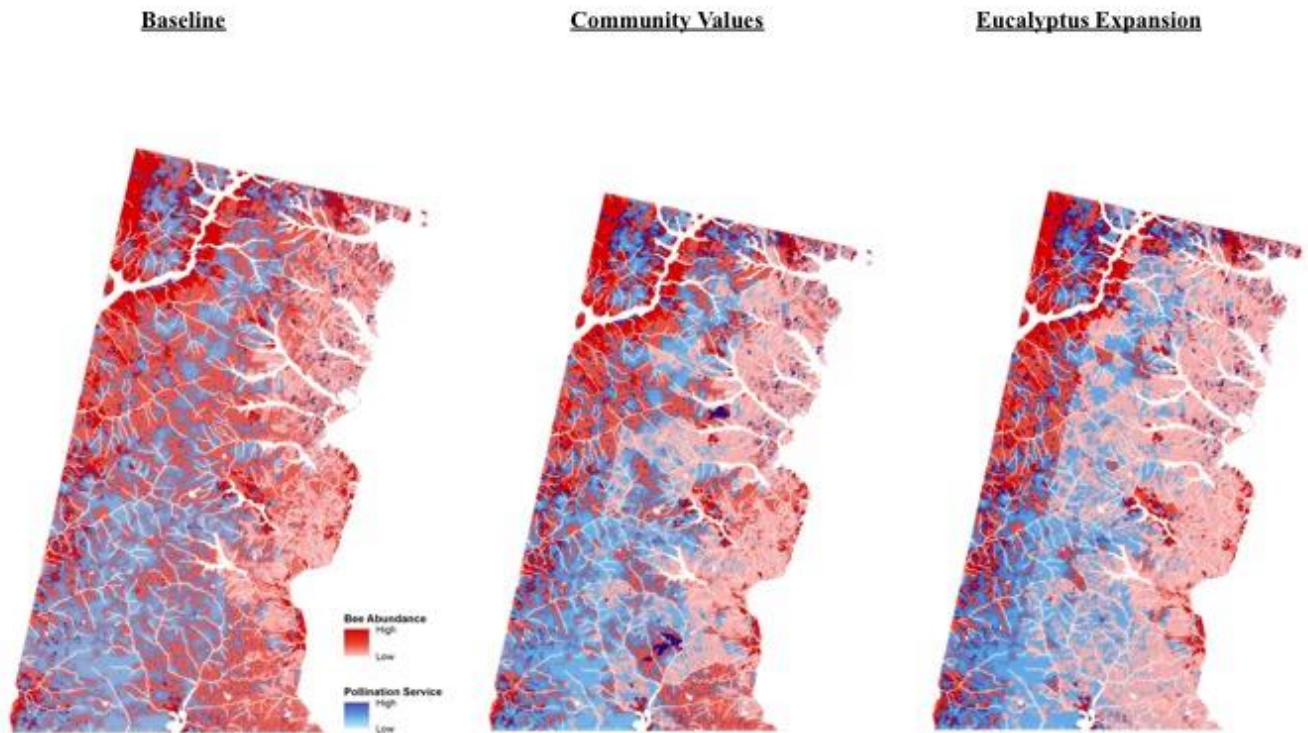 Baseline
Community Values
Eucalyptus Expansion
Bee Abundance
High
Low
Pollination Service
High
Low